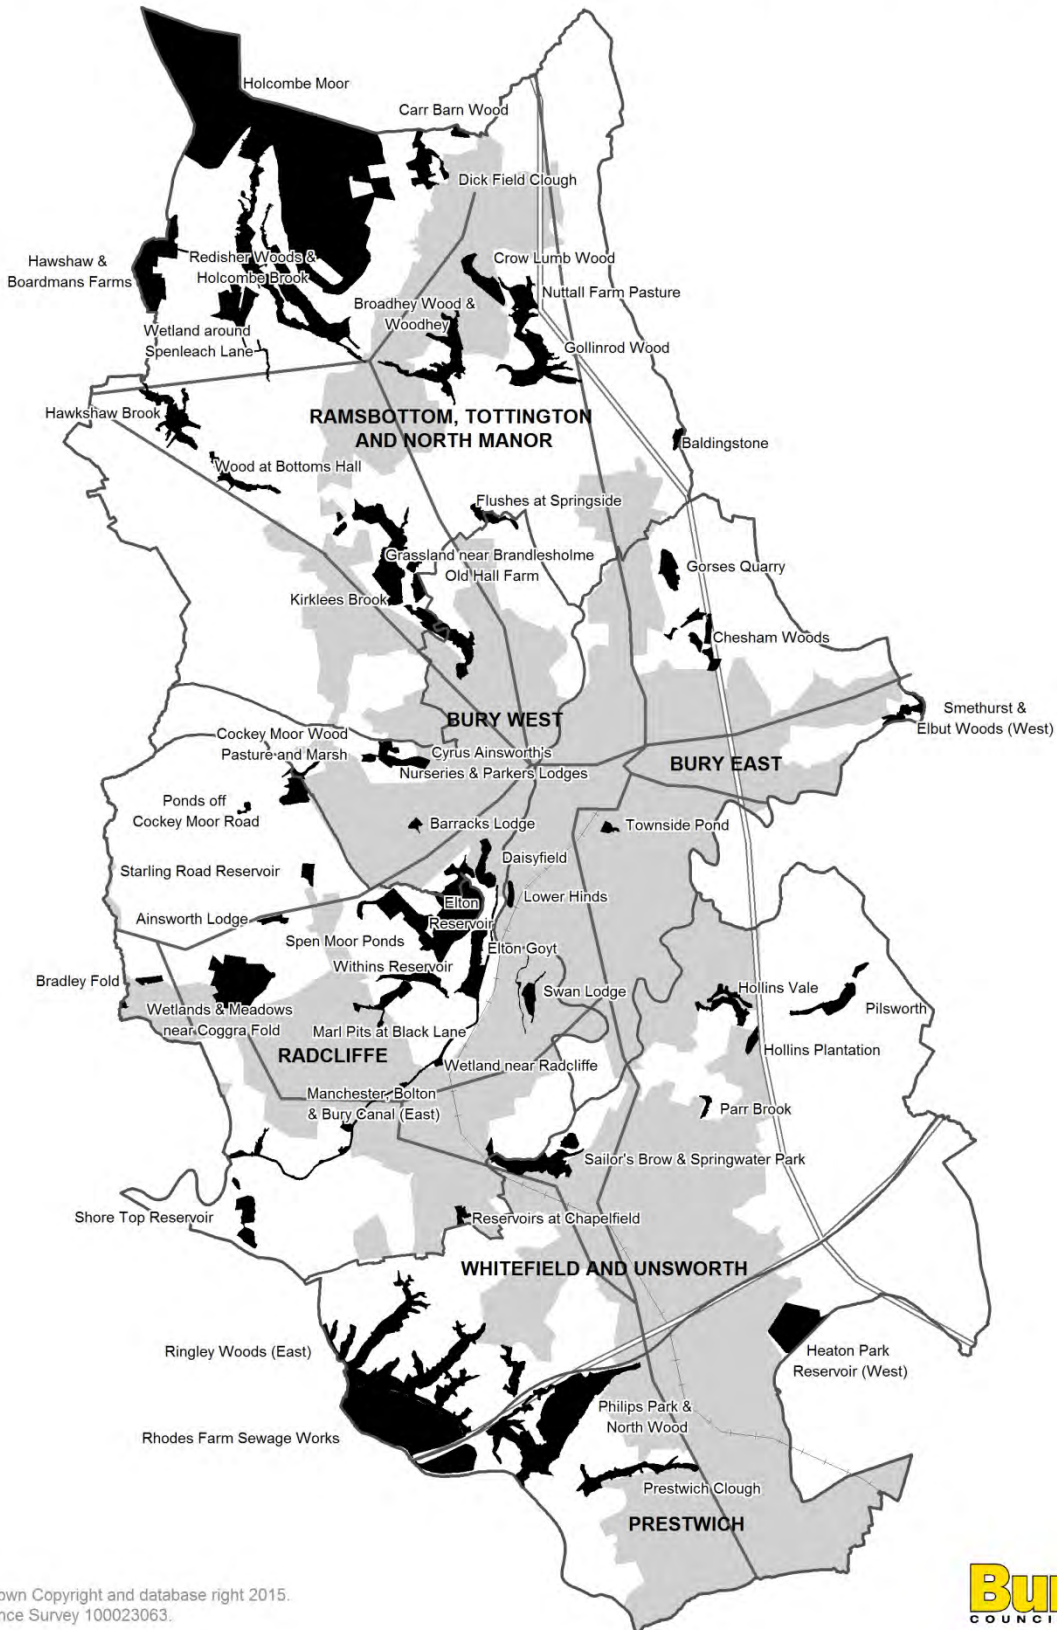 Holcombe Moor
Carr Barn Wood
Dick Field Clough
Hawshaw &
Boardmans Farms
Redisher Woods &
Holcombe Brook
Crow Lumb Wood
Nuttall Farm Pasture
Broadhey Wood &
Woodhey
Wetland around
Spenleach Lane
Gollinrod Wood
Hawkshaw Brook
RAMSBOTTOM, TOTTINGTON
AND NORTH MANOR
Baldingstone
Wood at Bottoms Hall
Flushes at Springside
Grassland near Brandlesholme
Old Hall Farm
Gorses Quarry
Kirklees Brook
Chesham Woods
Smethurst &
Elbut Woods (West)
BURY WEST
Cockey Moor Wood
Pasture and Marsh
Cyrus Ainsworth's
Nurseries & Parkers Lodges
BURY EAST
Ponds off
Cockey Moor Road
Barracks Lodge
Townside Pond
Daisyfield
Starling Road Reservoir
Elton
Reservoir
Lower Hinds
Ainsworth Lodge
Spen Moor Ponds
Elton Goyt
Withins Reservoir
Bradley Fold
Swan Lodge
Hollins Vale
Wetlands & Meadows
near Coggra Fold
Pilsworth
Marl Pits at Black Lane
Hollins Plantation
RADCLIFFE
Wetland near Radcliffe
Manchester, Bolton
& Bury Canal (East)
Parr Brook
Sailor's Brow & Springwater Park
Shore Top Reservoir
Reservoirs at Chapelfield
WHITEFIELD AND UNSWORTH
Ringley Woods (East)
Heaton Park
Reservoir (West)
Philips Park &
North Wood
Rhodes Farm Sewage Works
Prestwich Clough
PRESTWICH
own Copyright and database right 2015.
nce Survey 100023063.
Bur
COUNCI